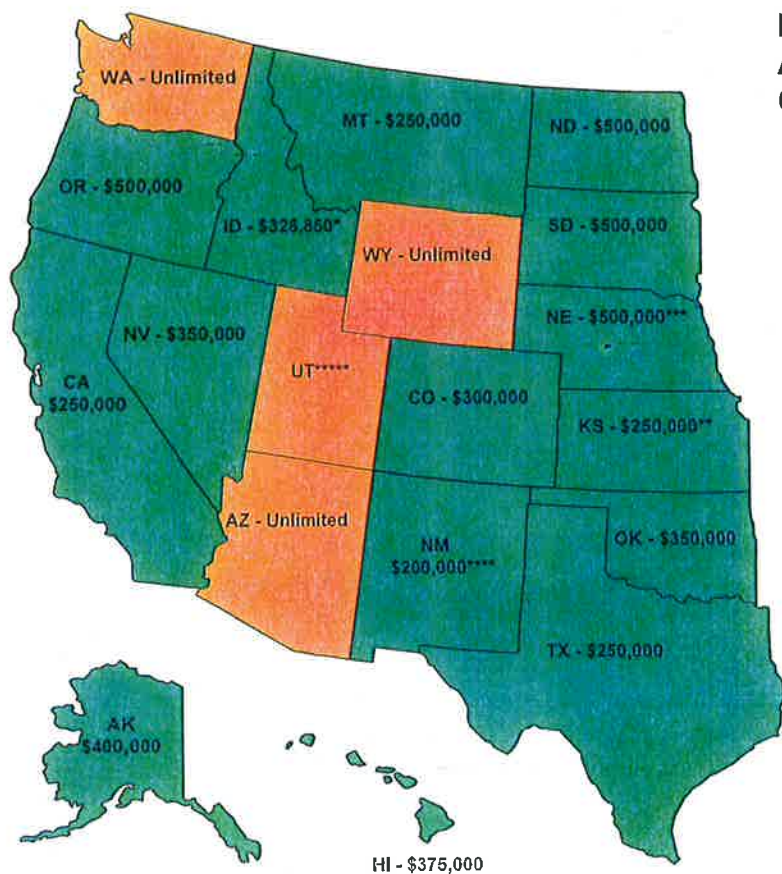 WA - Unlimited
MT - $250,000
ND - $500,000
OR - $500,000
ID - $326,850*
SD - $500,000
WY - Unlimited
NE - $500,000***
NV - $350,000
UT*****
CA
$250,000
CO - $300,000
KS - $250,000**
AZ - Unlimited
NM
$200,000****
OK - $350,000
TX - $250,000
AK
$400,000
HI - $375,000